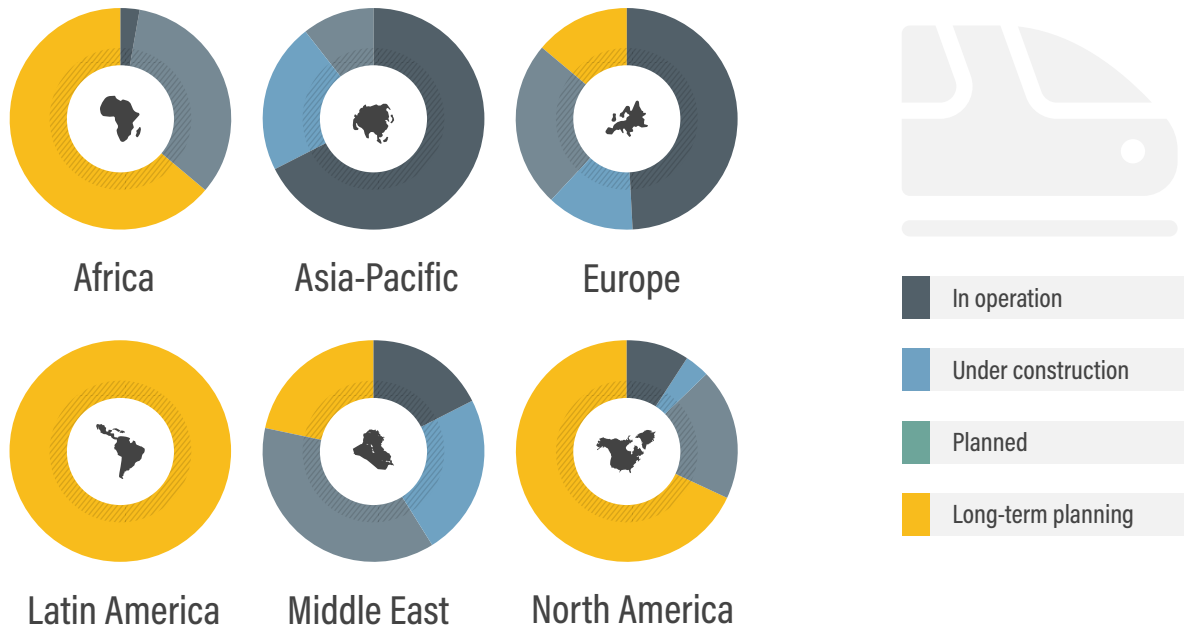 Africa
Asia-Pacific
Europe
Latin America
Middle East
North America
In operation
Under construction
Planned
Long-term planning